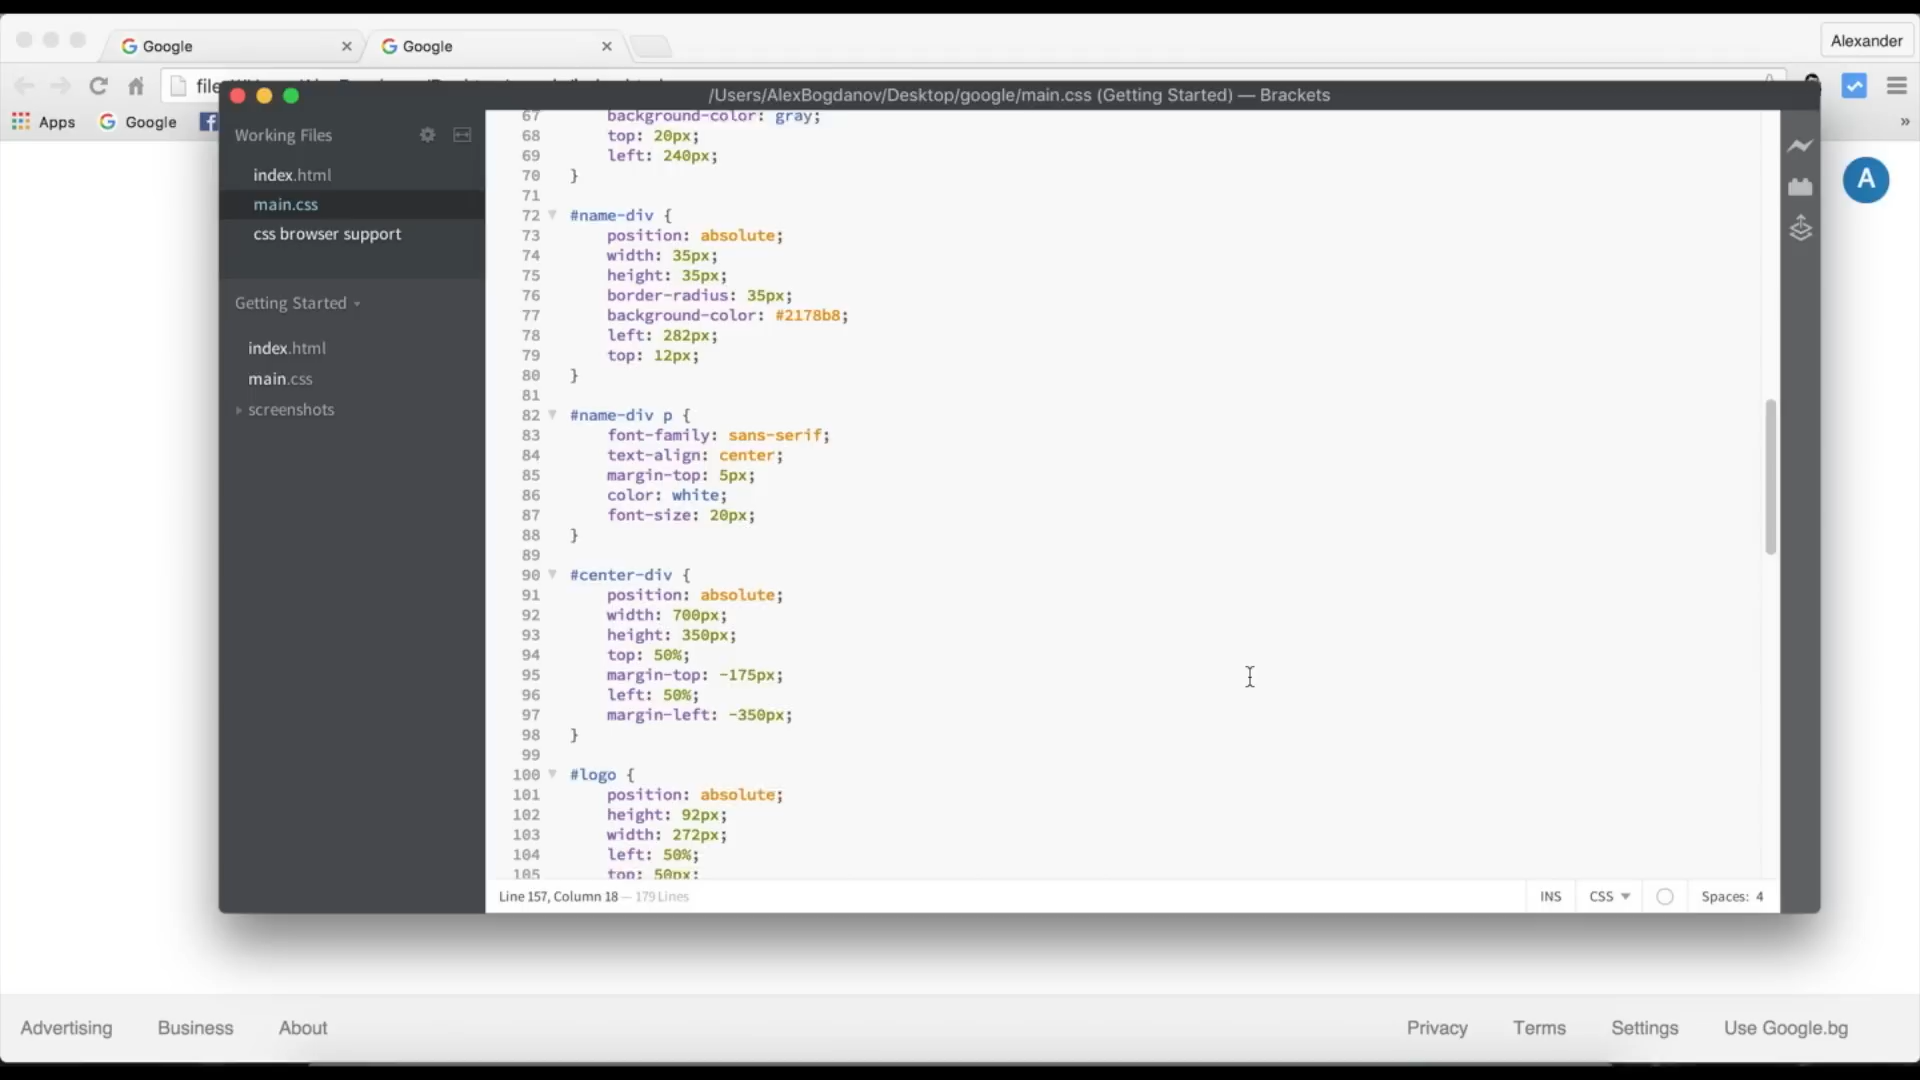 Google
Google
Alexander
file
Apps
Google
»
/Users/AlexBogdanov/Desktop/google/main.css (Getting Started) — Brackets
Working Files
index.html
main.css
css browser support
Getting Started
index.html
main.css
screenshots
67 background-color: gray;
68 top: 20px;
69 left: 240px;
70 }
71
72 #name-div {
73 position: absolute;
74 width: 35px;
75 height: 35px;
76 border-radius: 35px;
77 background-color: #2178b8;
78 left: 282px;
79 top: 12px;
80 }
81
82 #name-div p {
83 font-family: sans-serif;
84 text-align: center;
85 margin-top: 5px;
86 color: white;
87 font-size: 20px;
88 }
89
90 #center-div {
91 position: absolute;
92 width: 700px;
93 height: 350px;
94 top: 50%;
95 margin-top: -175px;
96 left: 50%;
97 margin-left: -350px;
98 }
99
100 #logo {
101 position: absolute;
102 height: 92px;
103 width: 272px;
104 left: 50%;
105 top: 50px;
Line 157, Column 18 — 179 Lines
INS CSS Spaces: 4
A
Advertising Business About Privacy Terms Settings Use Google.bg